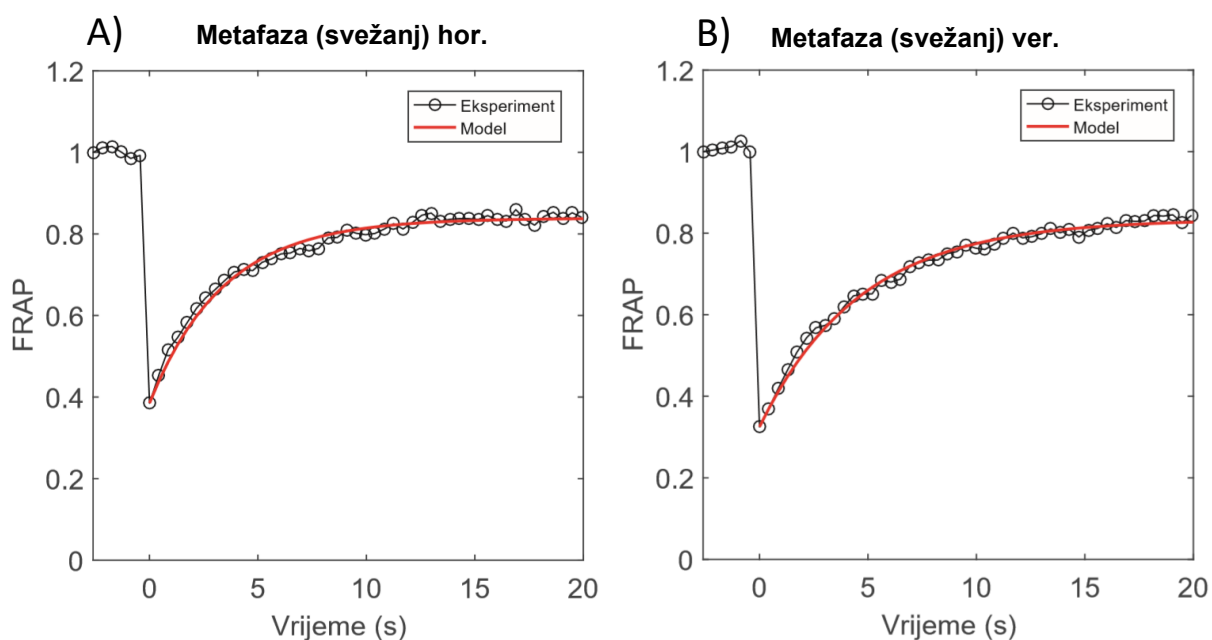 A) Metafaza (svežanj) hor.
1.2
1
0.8
0.6
0.4
0.2
0
FRAP
Eksperiment
Model
0 5 10 15 20
Vrijeme (s)
B) Metafaza (svežanj) ver.
1.2
1
0.8
0.6
0.4
0.2
0
FRAP
Eksperiment
Model
0 5 10 15 20
Vrijeme (s)